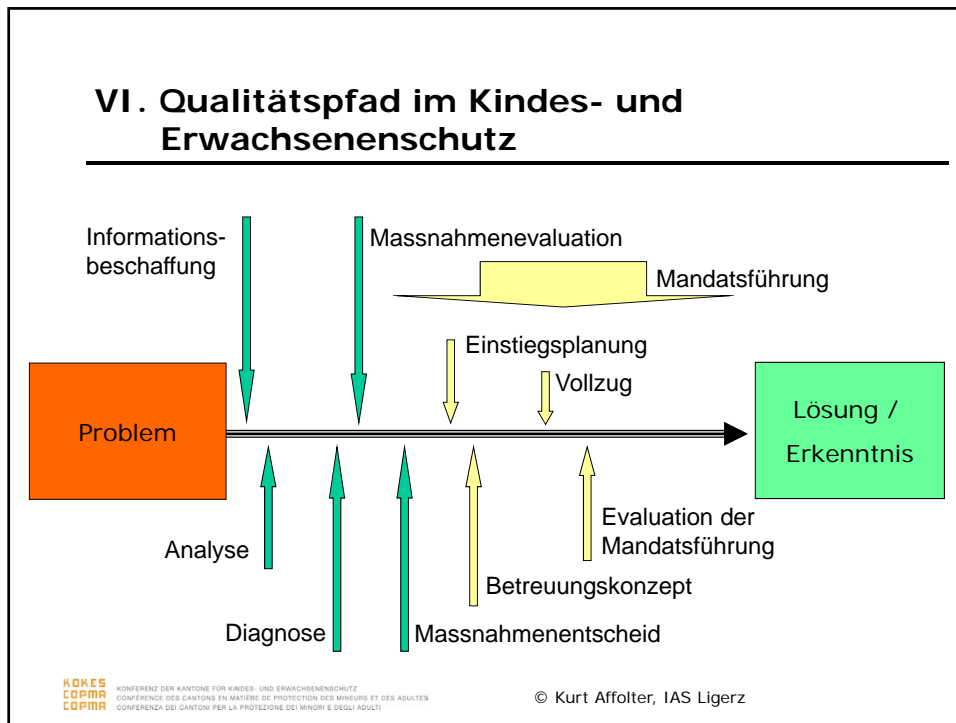 VI. Qualitätspfad im Kindes- und
Erwachsenenschutz
Informations-
beschaffung
Massnahmenevaluation
Mandatsführung
Einstiegsplanung
Vollzug
Problem
Lösung /
Erkenntnis
Analyse
Evaluation der
Mandatsführung
Betreuungskonzept
Diagnose
Massnahmenentscheid
KOKES
COPMA
COPMA
KONFERENZ DER KANTONE FÜR KINDES- UND ERWACHSENENSCHUTZ
CONFÉRENCE DES CANTONS EN MATIÈRE DE PROTECTION DES MINEURS ET DES ADULTES
CONFERENZA DEI CANTONI PER LA PROTEZIONE DEI MINORI E DEGLI ADULTI
© Kurt Affolter, IAS Ligerz